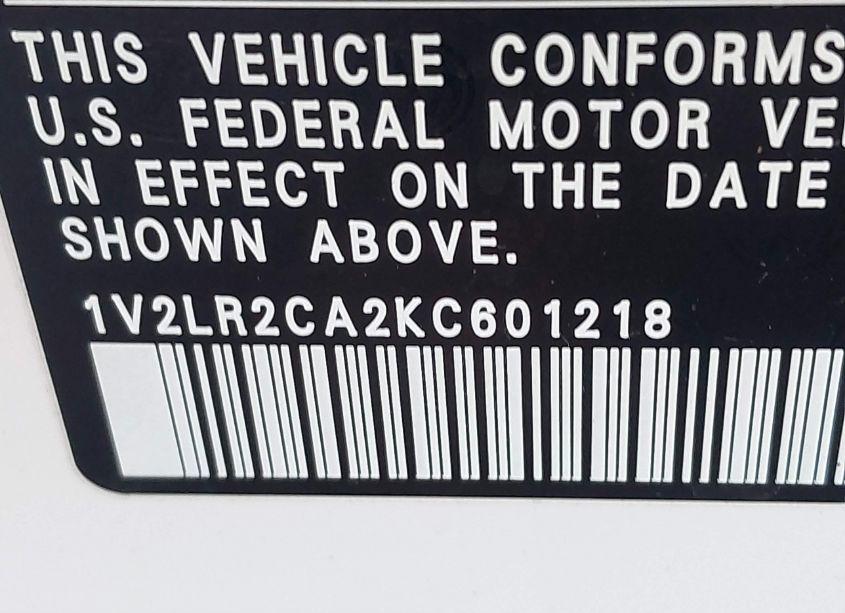 THIS VEHICLE CONFORMS
U.S. FEDERAL MOTOR
IN EFFECT ON THE DATE
SHOWN ABOVE.
1V2LR2CA2KC601218